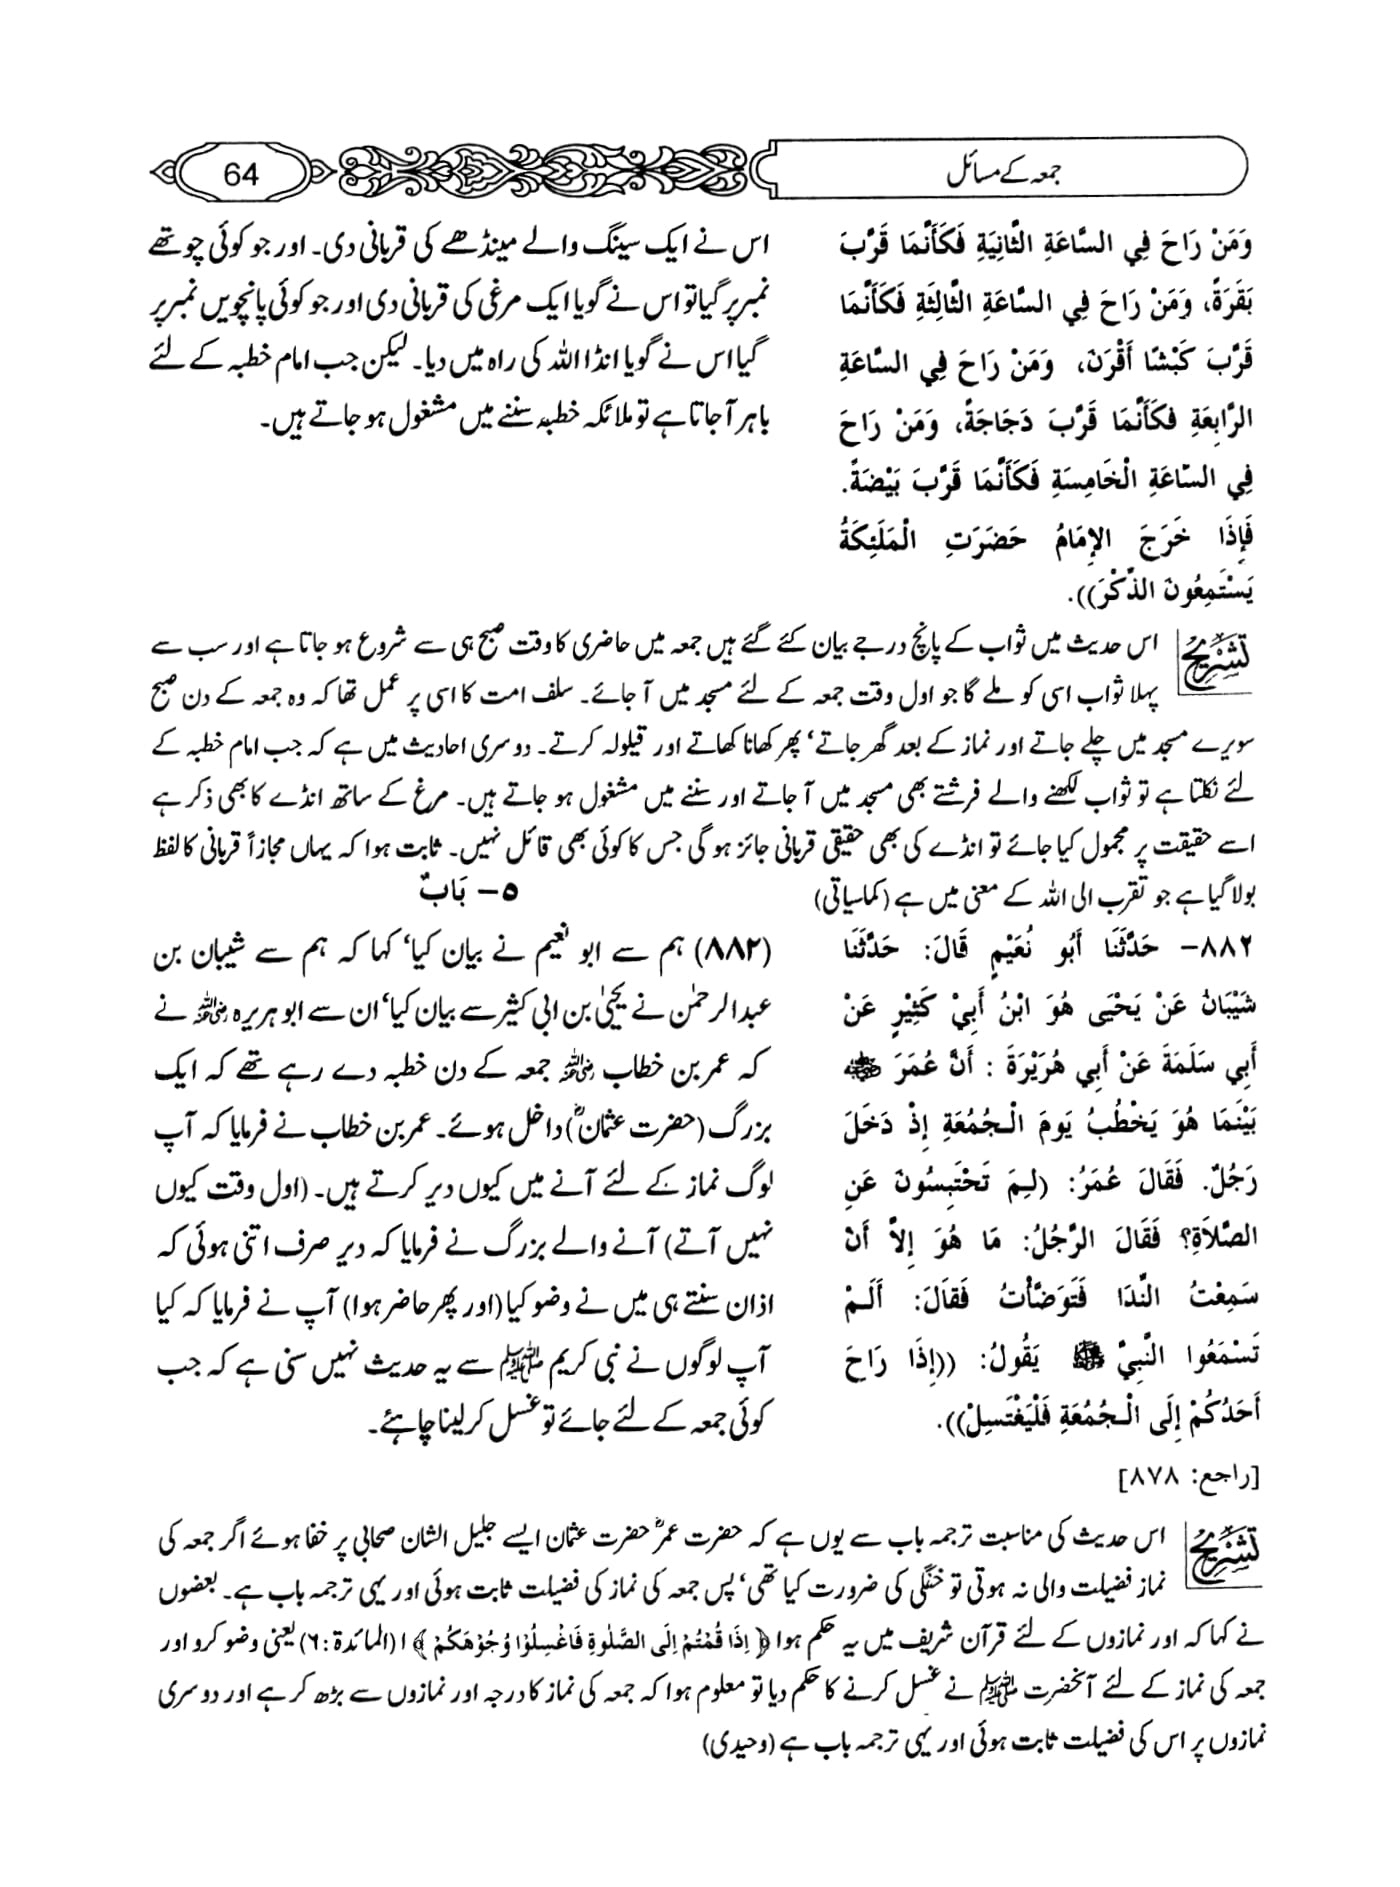 جمعہ کے مسائل
64
وَمَنْ رَاحَ فِي السَّاعَةِ الثَّانِيَةِ فَكَأَنَّمَا قَرَّبَ
بَقَرَةً، وَمَنْ رَاحَ فِي السَّاعَةِ الثَّالِثَةِ فَكَأَنَّمَا
قَرَّبَ كَبْشًا أَقْرَنَ، وَمَنْ رَاحَ فِي السَّاعَةِ
الرَّابِعَةِ فَكَأَنَّمَا قَرَّبَ دَجَاجَةً، وَمَنْ رَاحَ
فِي السَّاعَةِ الْخَامِسَةِ فَكَأَنَّمَا قَرَّبَ بَيْضَةً.
فَإِذَا خَرَجَ الإِمَامُ حَضَرَتِ الْمَلَئِكَةُ
يَسْتَمِعُونَ الذِّكْرَ)).
اس نے ایک سینگ والے مینڈھے کی قربانی دی۔ اور جو کوئی چوتھے
نمبر پر گیا تو اس نے گویا ایک مرغی کی قربانی دی اور جو کوئی پانچویں نمبر پر
گیا اس نے گویا انڈا اللہ کی راہ میں دیا۔ لیکن جب امام خطبہ کے لئے
باہر آجاتا ہے تو ملائکہ خطبہ سننے میں مشغول ہو جاتے ہیں۔
تشریح اس حدیث میں ثواب کے پانچ درجے بیان کئے گئے ہیں جمعہ میں حاضری کا وقت صبح ہی سے شروع ہو جاتا ہے اور سب سے
پہلا ثواب اسی کو ملے گا جو اول وقت جمعہ کے لئے مسجد میں آجائے۔ سلف امت کا اسی پر عمل تھا کہ وہ جمعہ کے دن صبح
سویرے مسجد میں چلے جاتے اور نماز کے بعد گھر جاتے‘ پھر کھانا کھاتے اور قیلولہ کرتے۔ دوسری احادیث میں ہے کہ جب امام خطبہ کے
لئے نکلتا ہے تو ثواب لکھنے والے فرشتے بھی مسجد میں آجاتے اور سننے میں مشغول ہو جاتے ہیں۔ مرغ کے ساتھ انڈے کا بھی ذکر ہے
اسے حقیقت پر محمول کیا جائے تو انڈے کی بھی حقیقی قربانی جائز ہوگی جس کا کوئی بھی قائل نہیں۔ ثابت ہوا کہ یہاں مجازاً قربانی کا لفظ
بولا گیا ہے جو تقرب الی اللہ کے معنی میں ہے (کماسیاتی)
٥- بَابٌ
٨٨٢- حَدَّثَنَا أَبُو نُعَيْمٍ قَالَ: حَدَّثَنَا
شَيْبَانُ عَنْ يَحْيَى هُوَ ابْنُ أَبِيْ كَثِيْرٍ عَنْ
أَبِي سَلَمَةَ عَنْ أَبِي هُرَيْرَةَ : أَنَّ عُمَرَ رضي الله عنه
بَيْنَمَا هُوَ يَخْطُبُ يَومَ الْجُمُعَةِ إِذْ دَخَلَ
رَجُلٌ. فَقَالَ عُمَرُ: (لِمَ تَحْتَبِسُونَ عَنِ
الصَّلاَةِ؟ فَقَالَ الرَّجُلُ: مَا هُوَ إِلاَّ أَنْ
سَمِعْتُ النِّدَا فَتَوَضَّأْتُ فَقَالَ: أَلَمْ
تَسْمَعُوا النَّبِيَّ ﷺ يَقُولُ: ((إِذَا رَاحَ
أَحَدُكُمْ إِلَى الْجُمُعَةِ فَلْيَغْتَسِلْ)).
[راجع: ٨٧٨]
(۸۸۲) ہم سے ابو نعیم نے بیان کیا‘ کہا کہ ہم سے شیبان بن
عبدالرحمٰن نے یحییٰ بن ابی کثیر سے بیان کیا‘ ان سے ابو ہریرہ رضی اللہ عنہ نے
کہ عمر بن خطاب رضی اللہ عنہ جمعہ کے دن خطبہ دے رہے تھے کہ ایک
بزرگ (حضرت عثمانؓ) داخل ہوئے۔ عمر بن خطاب نے فرمایا کہ آپ
لوگ نماز کے لئے آنے میں کیوں دیر کرتے ہیں۔ (اول وقت کیوں
نہیں آتے) آنے والے بزرگ نے فرمایا کہ دیر صرف اتنی ہوئی کہ
اذان سنتے ہی میں نے وضو کیا (اور پھر حاضر ہوا) آپ نے فرمایا کہ کیا
آپ لوگوں نے نبی کریم ﷺ سے یہ حدیث نہیں سنی ہے کہ جب
کوئی جمعہ کے لئے جائے تو غسل کر لینا چاہئے۔
تشریح اس حدیث کی مناسبت ترجمہ باب سے یوں ہے کہ حضرت عمرؓ حضرت عثمان ایسے جلیل الشان صحابی پر خفا ہوئے اگر جمعہ کی
نماز فضیلت والی نہ ہوتی تو خفگی کی ضرورت کیا تھی‘ پس جمعہ کی نماز کی فضیلت ثابت ہوئی اور یہی ترجمہ باب ہے۔ بعضوں
نے کہا کہ اور نمازوں کے لئے قرآن شریف میں یہ حکم ہوا ﴿ اِذَا قُمْتُمْ اِلَی الصَّلٰوةِ فَاغْسِلُوْا وُجُوْهَكُمْ ﴾ ا (المائدۃ: ٦) یعنی وضو کرو اور
جمعہ کی نماز کے لئے آنحضرت ﷺ نے غسل کرنے کا حکم دیا تو معلوم ہوا کہ جمعہ کی نماز کا درجہ اور نمازوں سے بڑھ کر ہے اور دوسری
نمازوں پر اس کی فضیلت ثابت ہوئی اور یہی ترجمہ باب ہے (وحیدی)